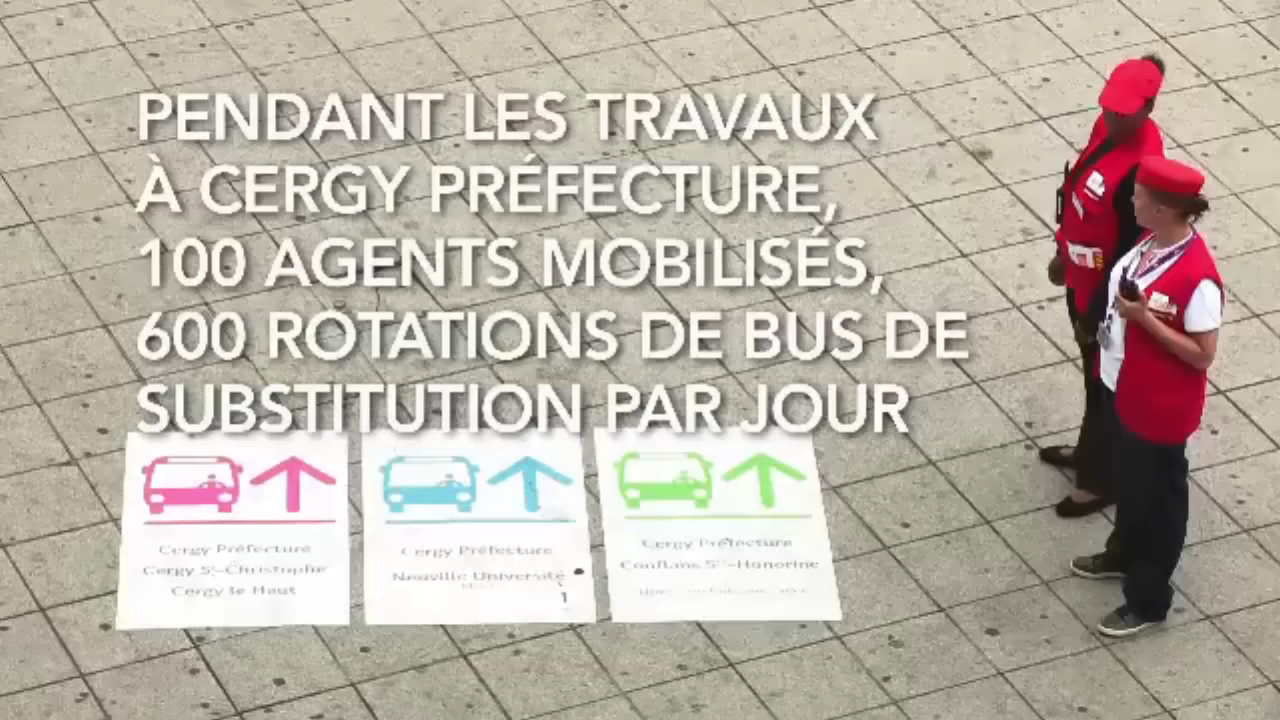 PENDANT LES TRAVAUX
À CERGY PRÉFECTURE,
100 AGENTS MOBILISÉS,
600 ROTATIONS DE BUS DE
SUBSTITUTION PAR JOUR
Cergy Préfecture
Cergy St-Christophe
Cergy le Haut
Cergy Préfecture
Neuville Université
1
Cergy Préfecture
Conflans Ste-Honorine